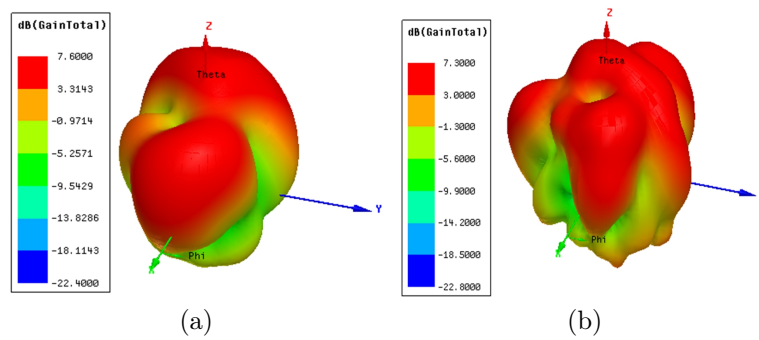 dB(GainTotal)
7.6000
3.3143
-0.9714
-5.2571
-9.5429
-13.8286
-18.1143
-22.4000
Z
Theta
Y
Phi
X
(a)
dB(GainTotal)
7.3000
3.0000
-1.3000
-5.6000
-9.9000
-14.2000
-18.5000
-22.8000
Z
Theta
Phi
X
(b)